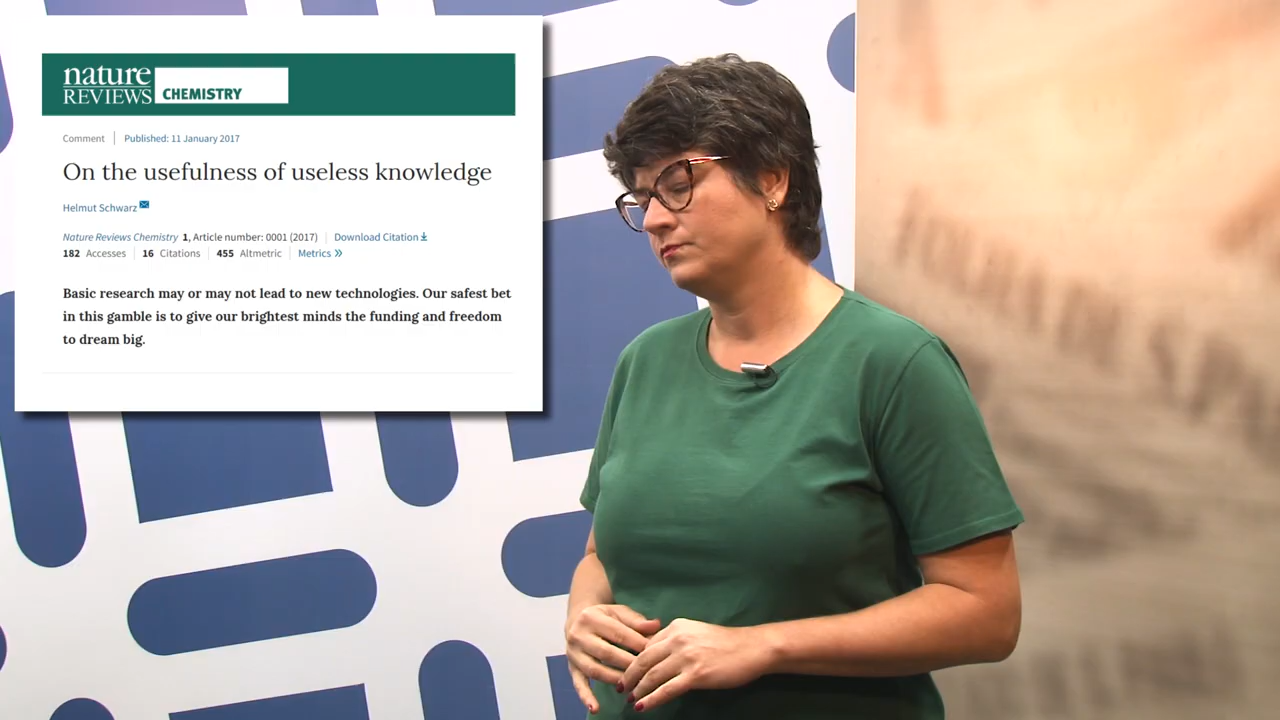 nature
REVIEWS CHEMISTRY
Comment | Published: 11 January 2017
On the usefulness of useless knowledge
Helmut Schwarz
Nature Reviews Chemistry 1, Article number: 0001 (2017) | Download Citation
182 Accesses | 16 Citations | 455 Altmetric | Metrics »
Basic research may or may not lead to new technologies. Our safest bet
in this gamble is to give our brightest minds the funding and freedom
to dream big.